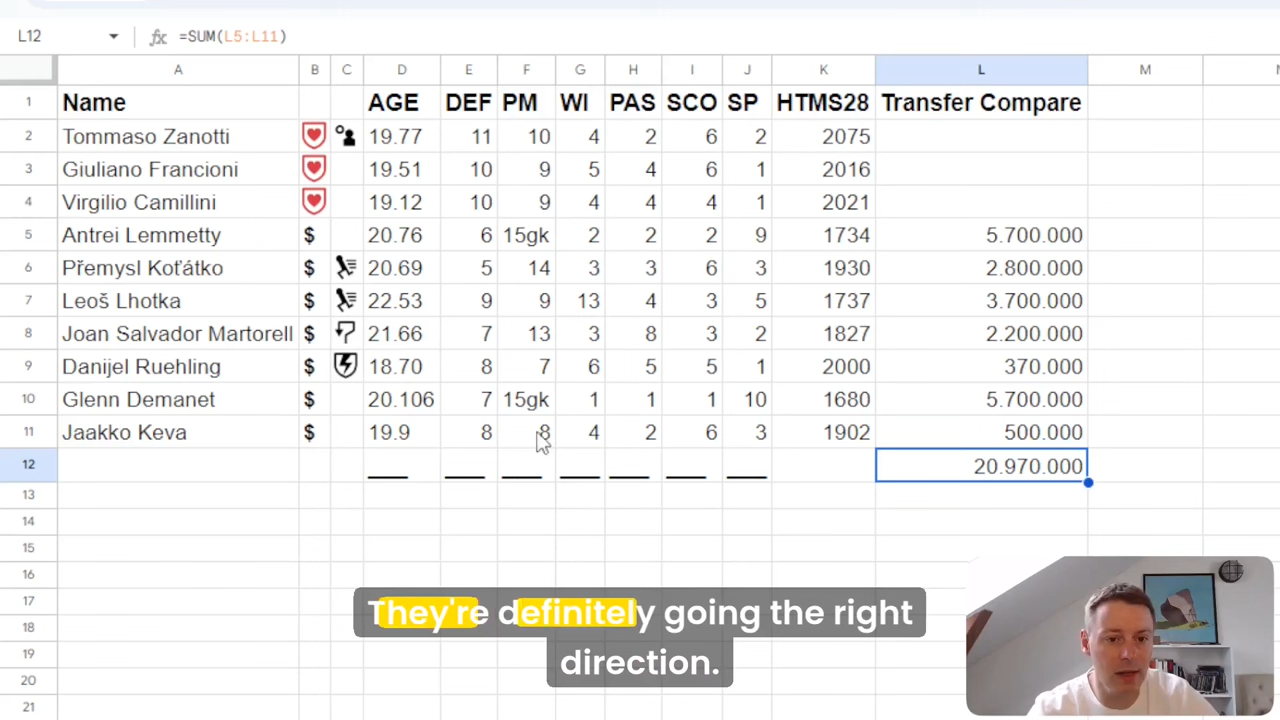 L12 fx =SUM(L5:L11)
A B C D E F G H I J K L M
1 Name AGE DEF PM WI PAS SCO SP HTMS28 Transfer Compare
2 Tommaso Zanotti 19.77 11 10 4 2 6 2 2075
3 Giuliano Francioni 19.51 10 9 5 4 6 1 2016
4 Virgilio Camillini 19.12 10 9 4 4 4 1 2021
5 Antrei Lemmetty $ 20.76 6 15gk 2 2 2 9 1734 5.700.000
6 Přemysl Koťátko $ 20.69 5 14 3 3 6 3 1930 2.800.000
7 Leoš Lhotka $ 22.53 9 9 13 4 3 5 1737 3.700.000
8 Joan Salvador Martorell $ 21.66 7 13 3 8 3 2 1827 2.200.000
9 Danijel Ruehling $ 18.70 8 7 6 5 5 1 2000 370.000
10 Glenn Demanet $ 20.106 7 15gk 1 1 1 10 1680 5.700.000
11 Jaakko Keva $ 19.9 8 8 4 2 6 3 1902 500.000
12 20.970.000
13
14
15
16
17
18
19
20
21
They're definitely going the right
direction.